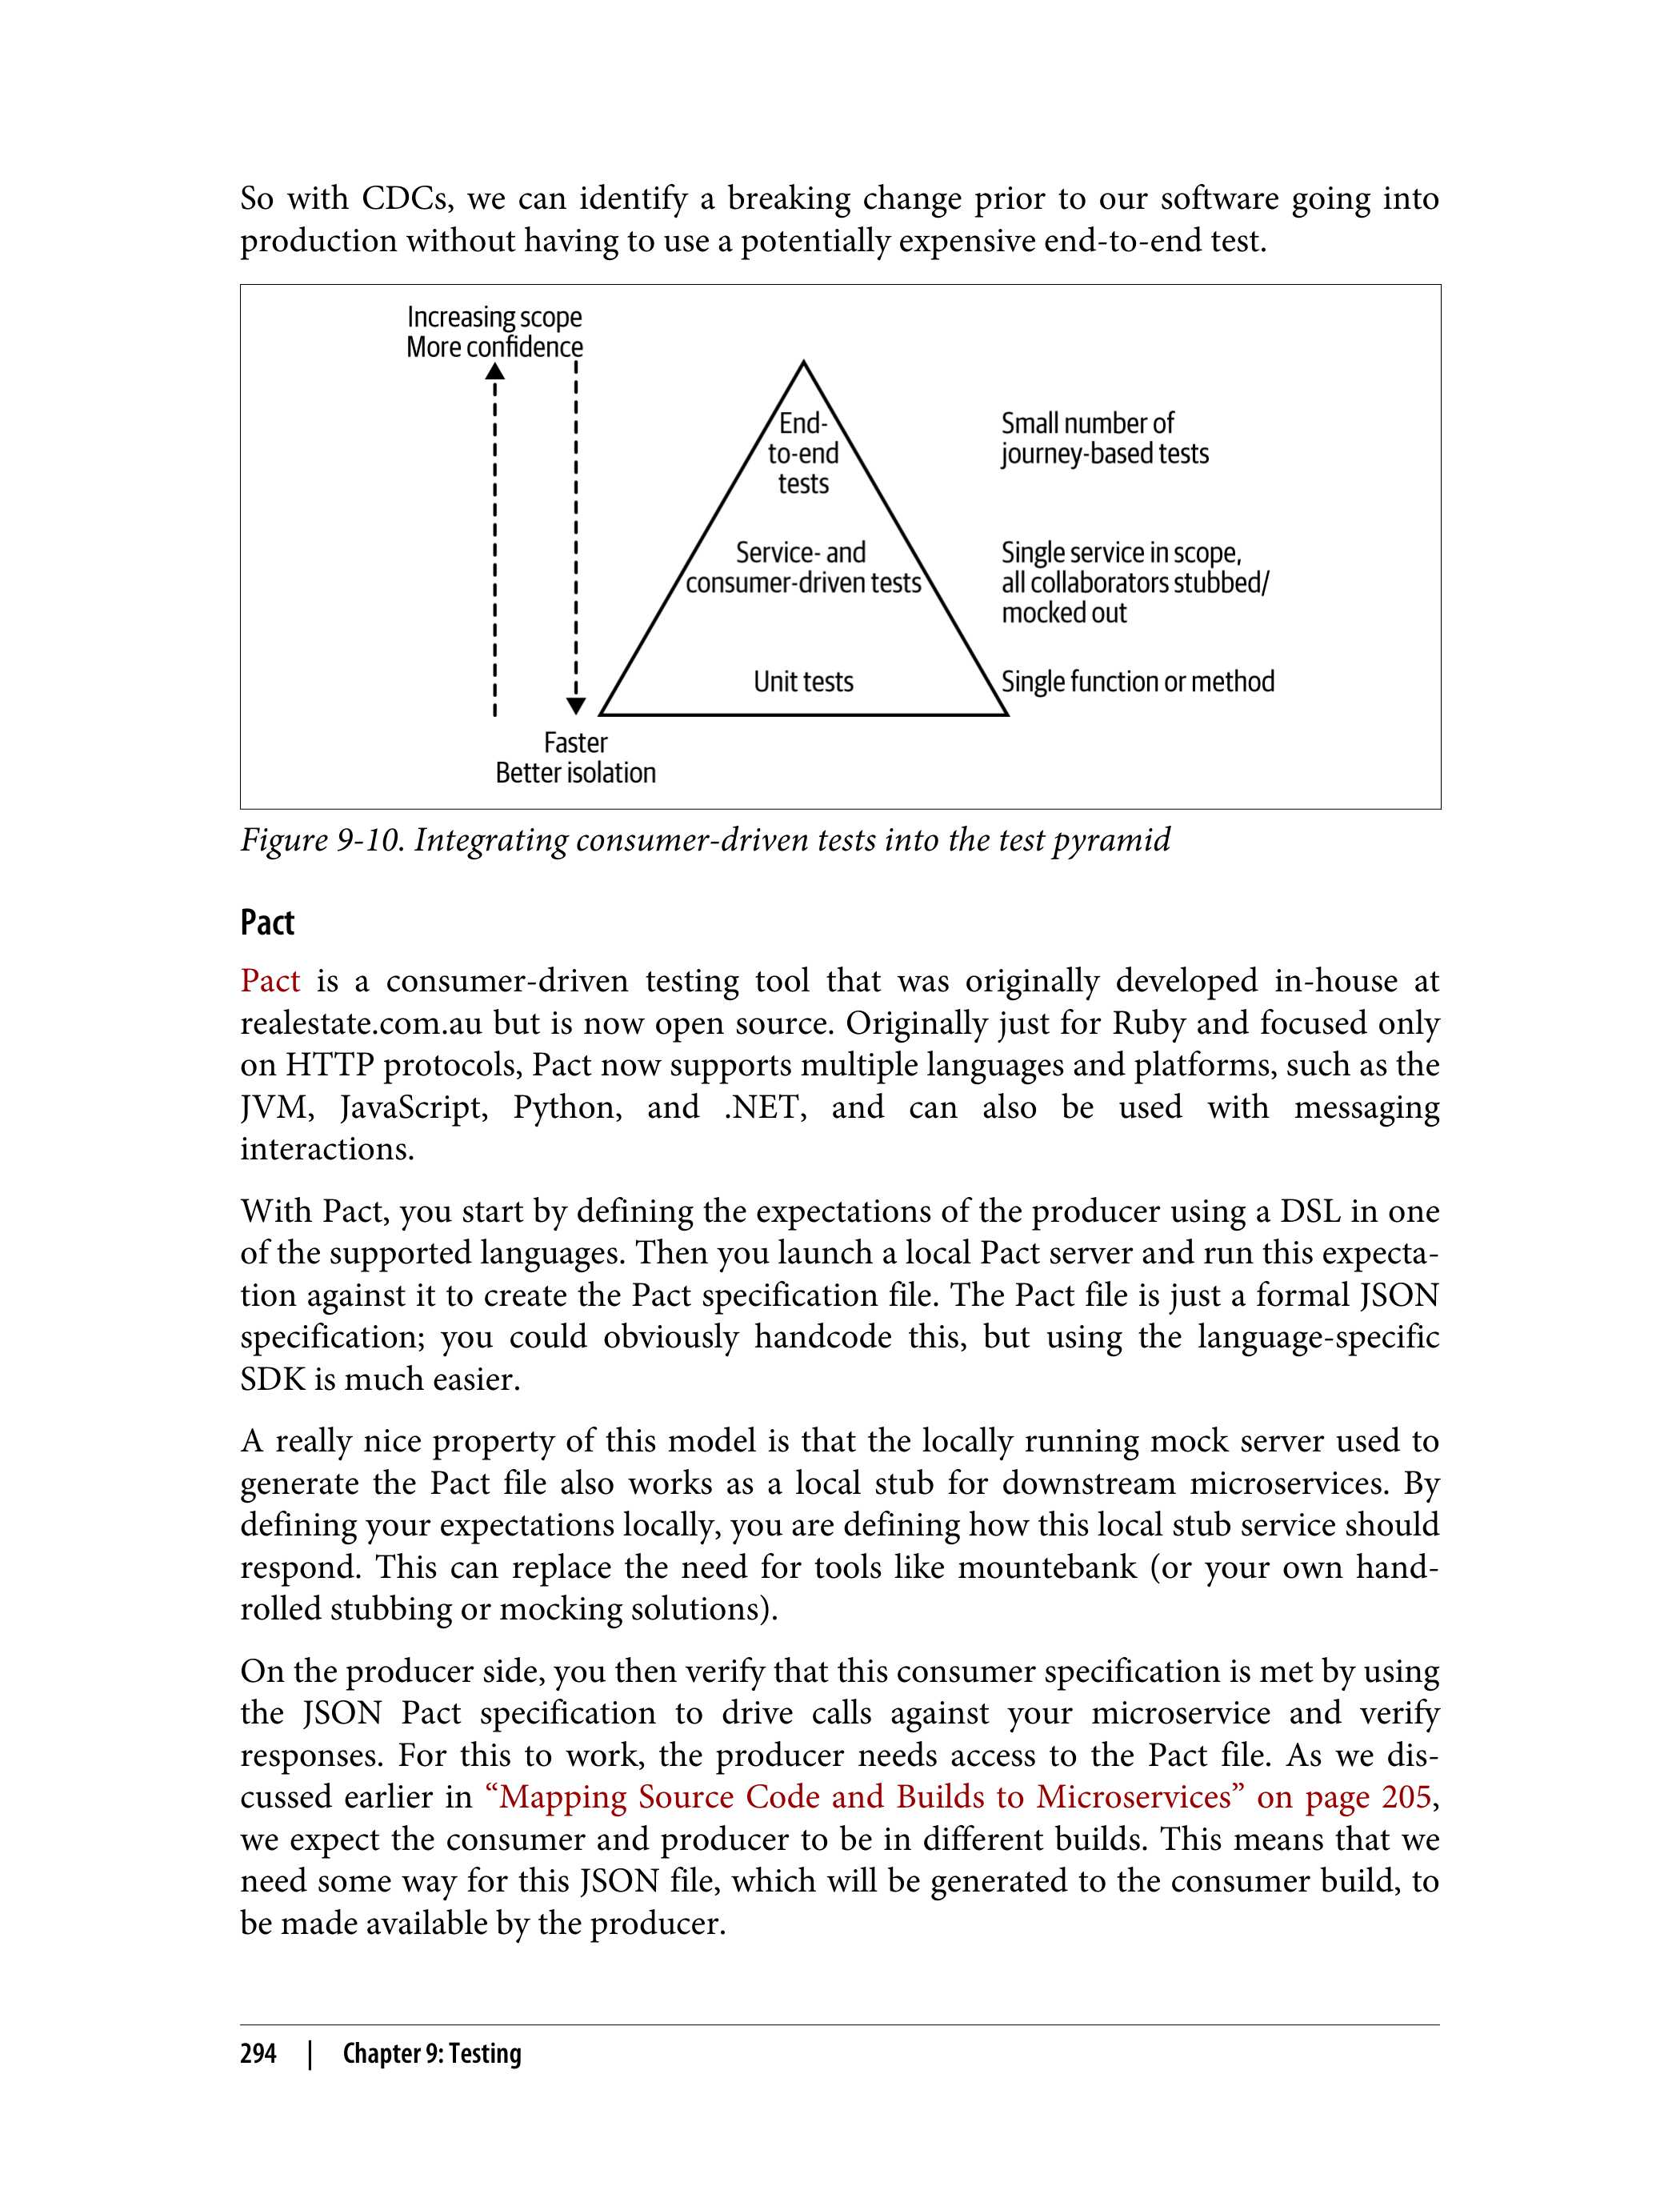 So with CDCs, we can identify a breaking change prior to our software going into
production without having to use a potentially expensive end-to-end test.
Increasing scope
More confidence
End-
to-end
tests
Small number of
journey-based tests
Service- and
consumer-driven tests
Single service in scope,
all collaborators stubbed/
mocked out
Unit tests
Single function or method
Faster
Better isolation
Figure 9-10. Integrating consumer-driven tests into the test pyramid
Pact
Pact is a consumer-driven testing tool that was originally developed in-house at
realestate.com.au but is now open source. Originally just for Ruby and focused only
on HTTP protocols, Pact now supports multiple languages and platforms, such as the
JVM, JavaScript, Python, and .NET, and can also be used with messaging
interactions.
With Pact, you start by defining the expectations of the producer using a DSL in one
of the supported languages. Then you launch a local Pact server and run this expecta-
tion against it to create the Pact specification file. The Pact file is just a formal JSON
specification; you could obviously handcode this, but using the language-specific
SDK is much easier.
A really nice property of this model is that the locally running mock server used to
generate the Pact file also works as a local stub for downstream microservices. By
defining your expectations locally, you are defining how this local stub service should
respond. This can replace the need for tools like mountebank (or your own hand-
rolled stubbing or mocking solutions).
On the producer side, you then verify that this consumer specification is met by using
the JSON Pact specification to drive calls against your microservice and verify
responses. For this to work, the producer needs access to the Pact file. As we dis-
cussed earlier in “Mapping Source Code and Builds to Microservices” on page 205,
we expect the consumer and producer to be in different builds. This means that we
need some way for this JSON file, which will be generated to the consumer build, to
be made available by the producer.
294 | Chapter 9: Testing